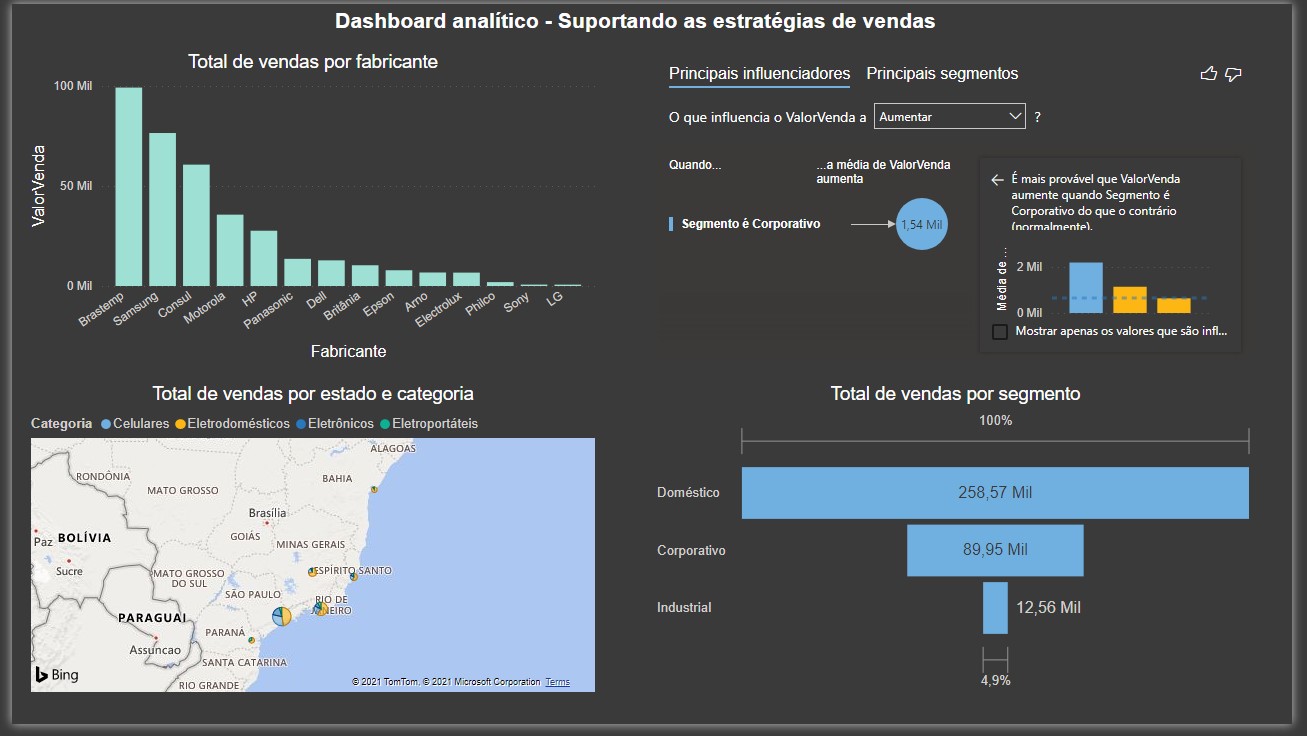 Dashboard analítico - Suportando as estratégias de vendas
Total de vendas por fabricante
100 Mil
50 Mil
0 Mil
ValorVenda
Brastemp
Samsung
Consul
Motorola
HP
Panasonic
Dell
Britânia
Epson
Arno
Electrolux
Philco
Sony
LG
Fabricante
Principais influenciadores
Principais segmentos
O que influencia o ValorVenda a
Aumentar
?
Quando...
...a média de ValorVenda
aumenta
Segmento é Corporativo
1,54 Mil
É mais provável que ValorVenda
aumente quando Segmento é
Corporativo do que o contrário
(normalmente).
Média de ...
2 Mil
0 Mil
Mostrar apenas os valores que são infl...
Total de vendas por estado e categoria
Categoria Celulares Eletrodomésticos Eletrônicos Eletroportáteis
ALAGOAS
RONDÔNIA
BAHIA
MATO GROSSO
Brasília
Paz
BOLÍVIA
GOIÁS
MINAS GERAIS
Sucre
MATO GROSSO
DO SUL
ESPÍRITO SANTO
SÃO PAULO
RIO DE
JANEIRO
PARAGUAI
PARANÁ
Assuncao
SANTA CATARINA
Bing
RIO GRANDE
© 2021 TomTom, © 2021 Microsoft Corporation Terms
Total de vendas por segmento
100%
Doméstico
258,57 Mil
Corporativo
89,95 Mil
Industrial
12,56 Mil
4,9%